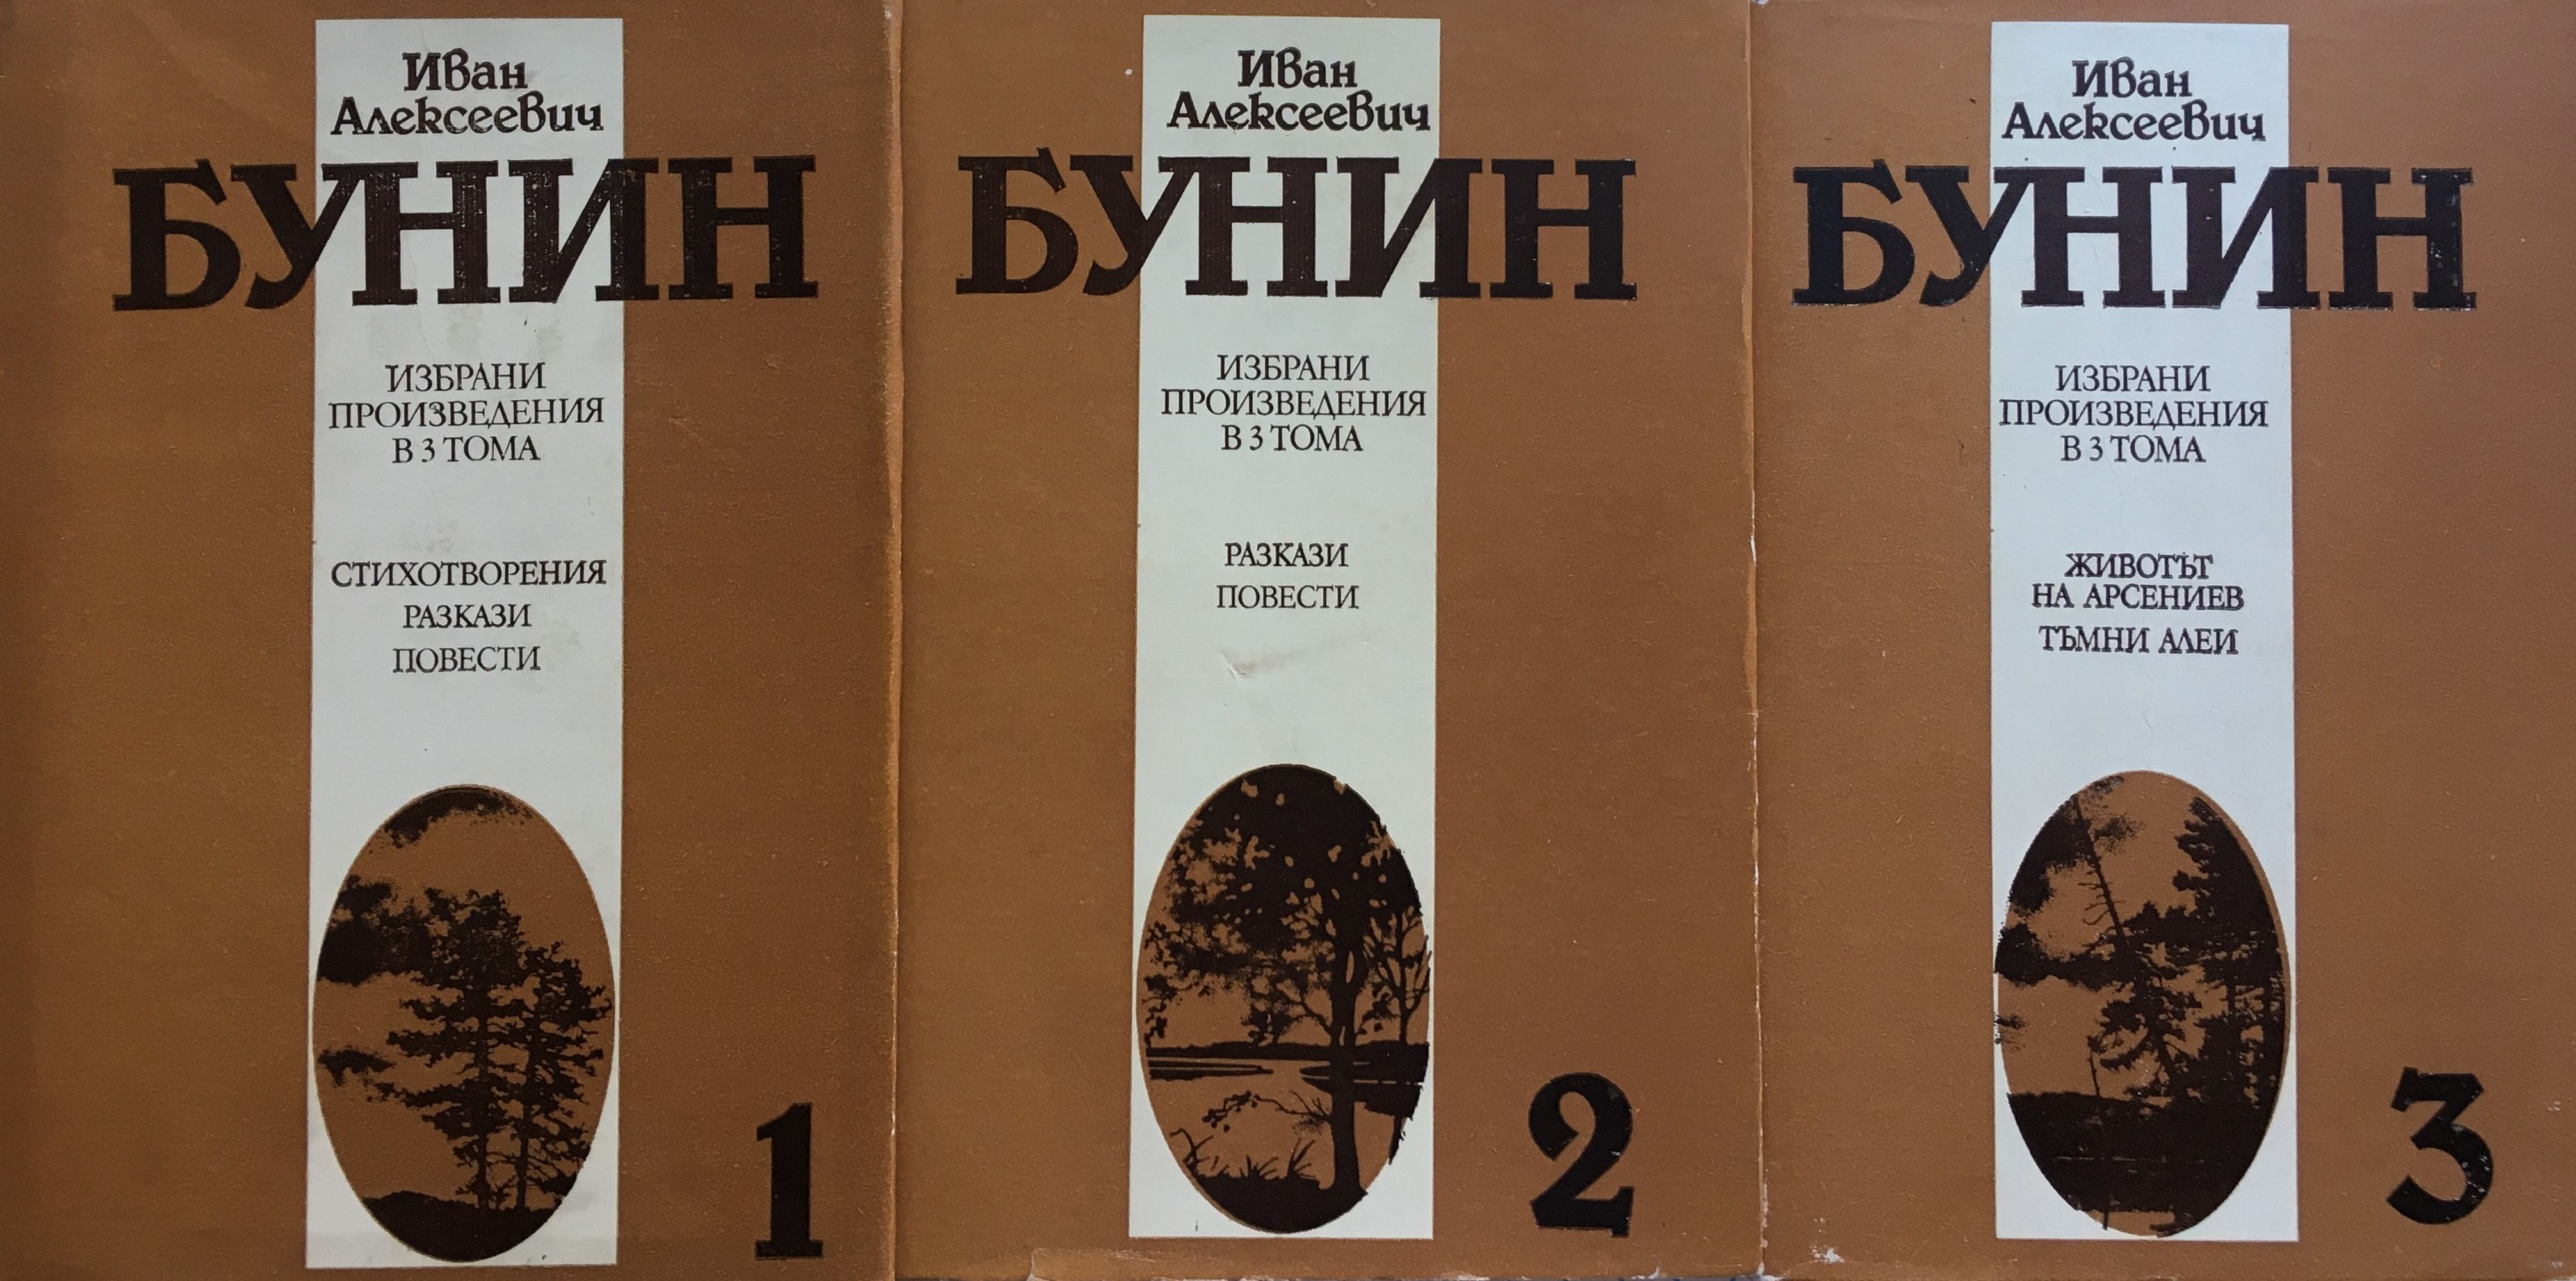 Иван
Алексеевич
БУНИН
ИЗБРАНИ
ПРОИЗВЕДЕНИЯ
В 3 ТОМА
СТИХОТВОРЕНИЯ
РАЗКАЗИ
ПОВЕСТИ
1
Иван
Алексеевич
БУНИН
ИЗБРАНИ
ПРОИЗВЕДЕНИЯ
В 3 ТОМА
РАЗКАЗИ
ПОВЕСТИ
2
Иван
Алексеевич
БУНИН
ИЗБРАНИ
ПРОИЗВЕДЕНИЯ
В 3 ТОМА
ЖИВОТЪТ
НА АРСЕНИЕВ
ТЪМНИ АЛЕИ
3